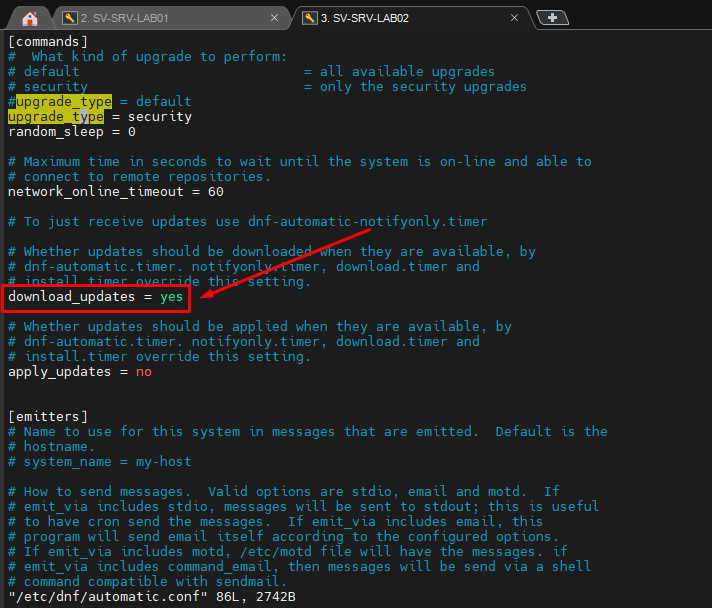 2. SV-SRV-LAB01
3. SV-SRV-LAB02
[commands]
#  What kind of upgrade to perform:
# default                            = all available upgrades
# security                           = only the security upgrades
#upgrade_type = default
upgrade_type = security
random_sleep = 0
# Maximum time in seconds to wait until the system is on-line and able to
# connect to remote repositories.
network_online_timeout = 60
# To just receive updates use dnf-automatic-notifyonly.timer
# Whether updates should be downloaded when they are available, by
# dnf-automatic.timer. notifyonly.timer, download.timer and
# install.timer override this setting.
download_updates = yes
# Whether updates should be applied when they are available, by
# dnf-automatic.timer. notifyonly.timer, download.timer and
# install.timer override this setting.
apply_updates = no
[emitters]
# Name to use for this system in messages that are emitted.  Default is the
# hostname.
# system_name = my-host
# How to send messages.  Valid options are stdio, email and motd.  If
# emit_via includes stdio, messages will be sent to stdout; this is useful
# to have cron send the messages.  If emit_via includes email, this
# program will send email itself according to the configured options.
# If emit_via includes motd, /etc/motd file will have the messages. if
# emit_via includes command_email, then messages will be send via a shell
# command compatible with sendmail.
"/etc/dnf/automatic.conf" 86L, 2742B